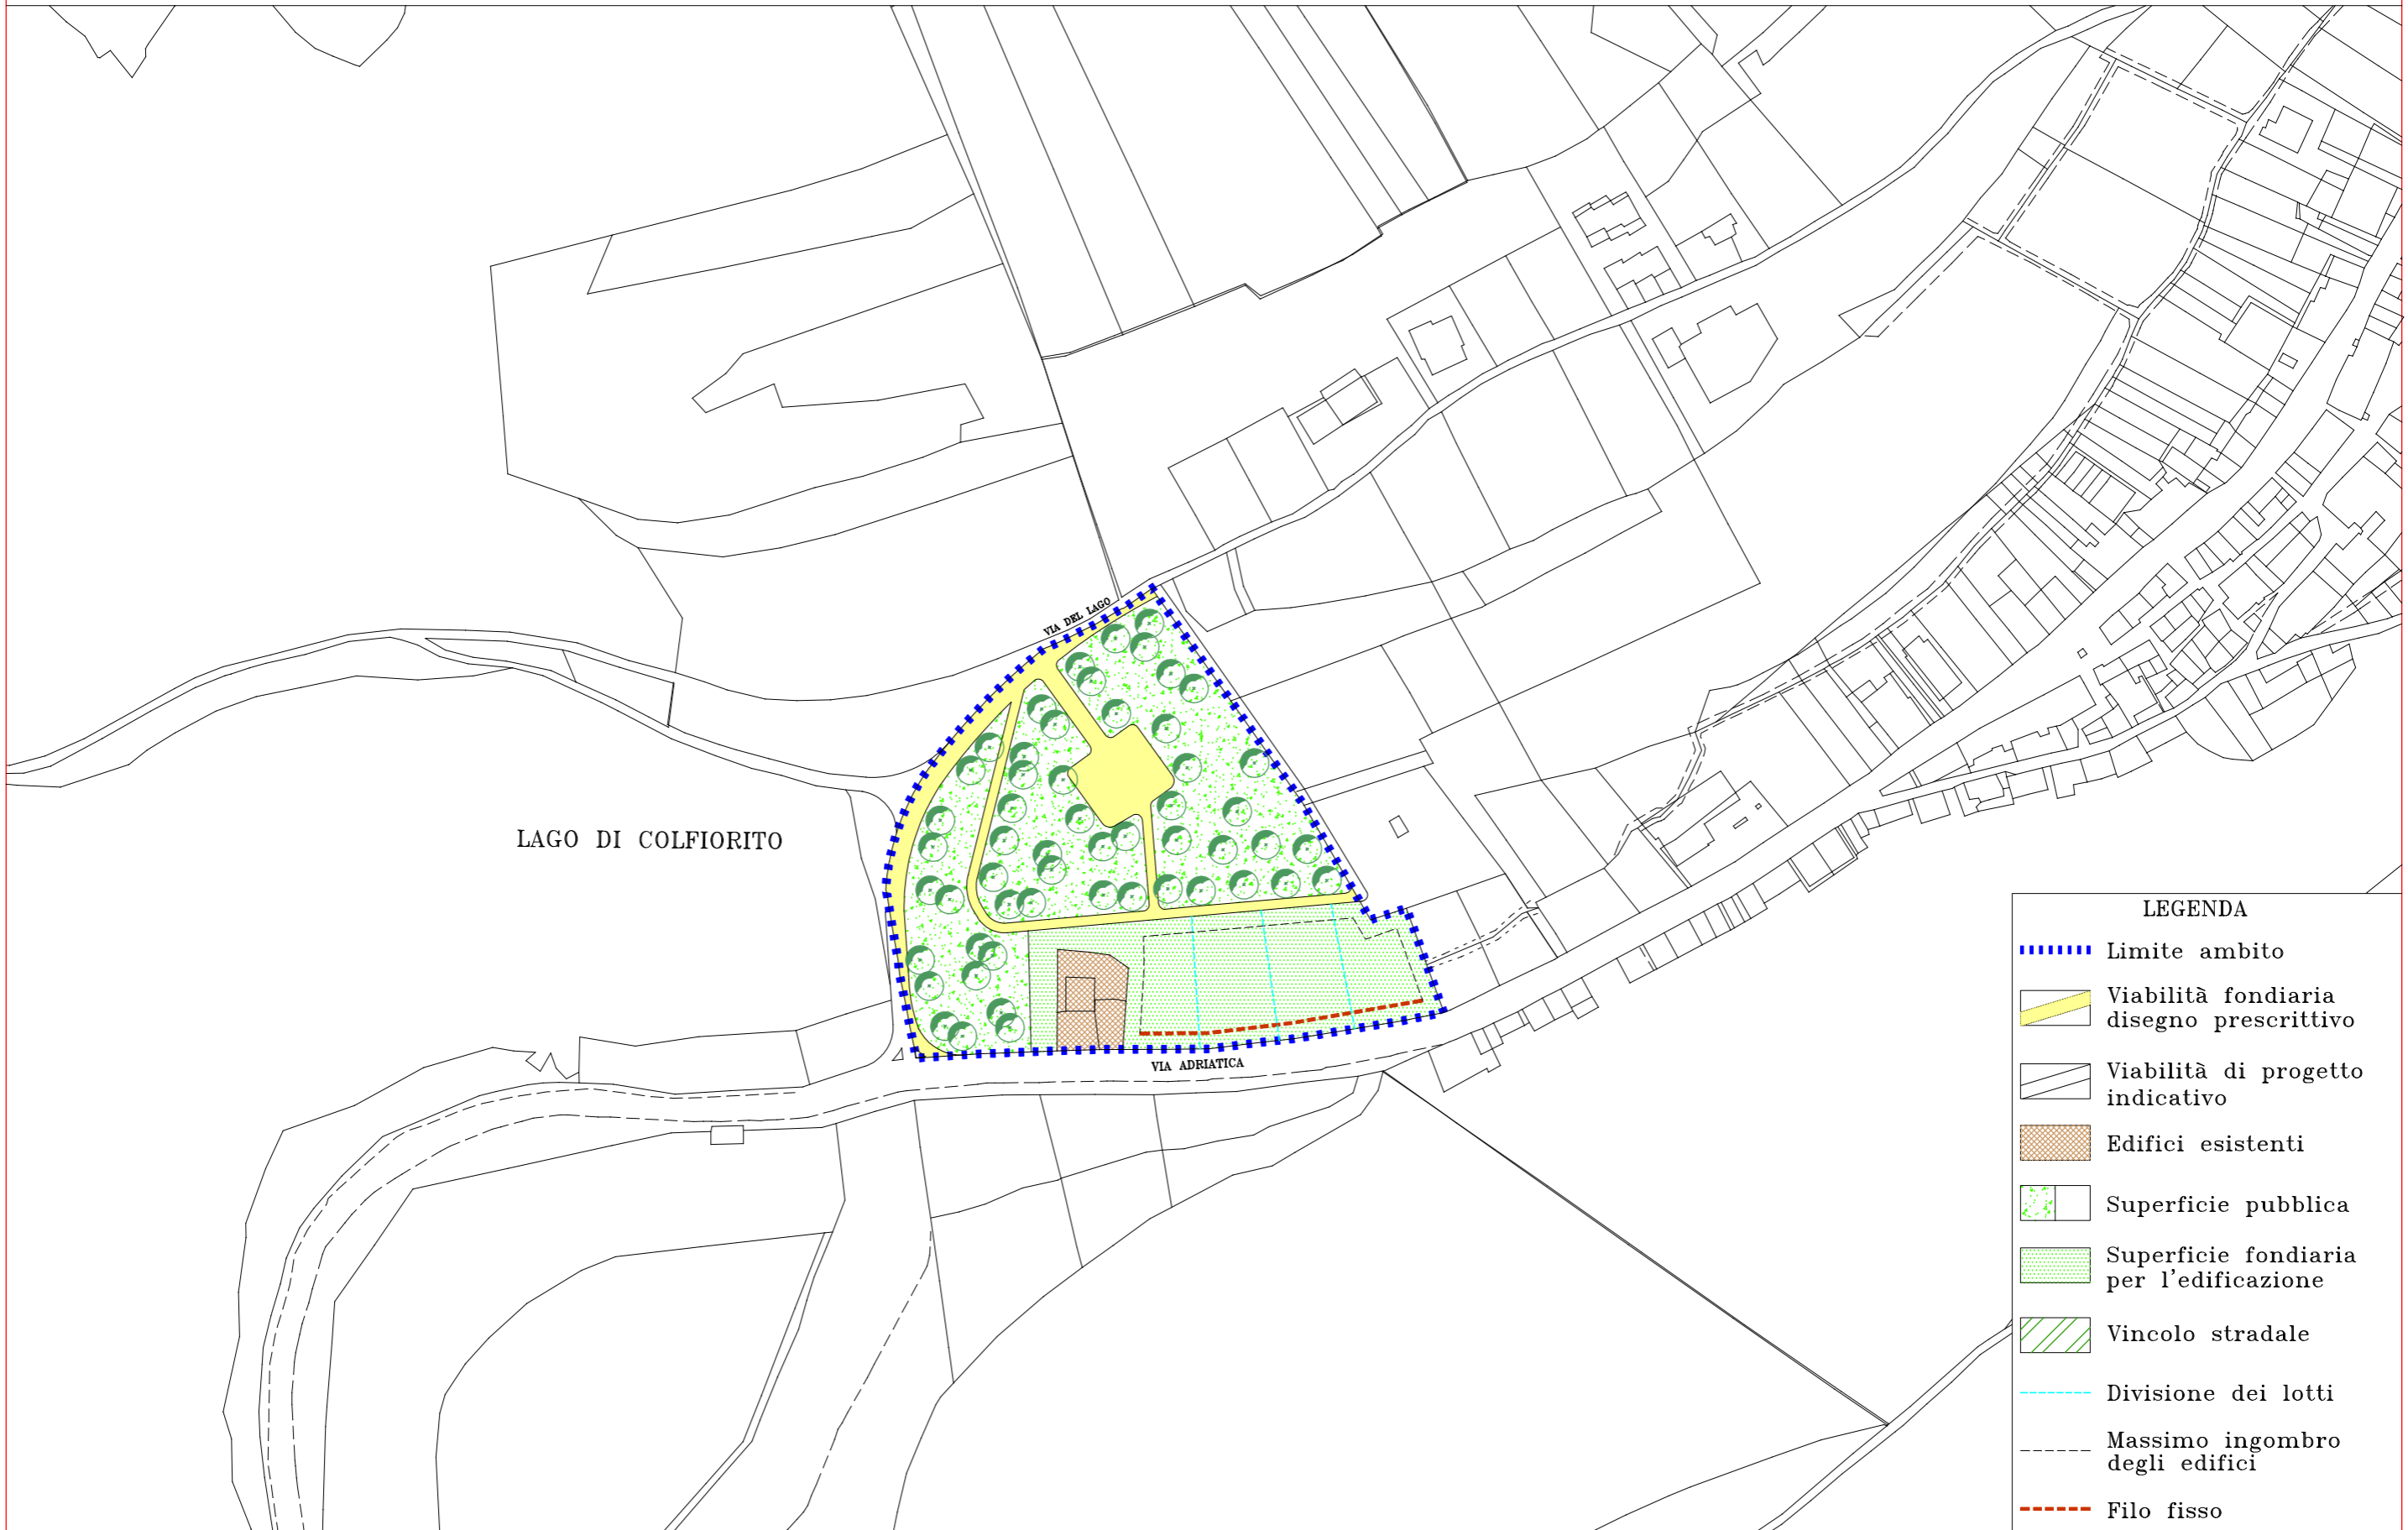 VIA DEL LAGO
LAGO DI COLFIORITO
VIA ADRIATICA
LEGENDA
Limite ambito
Viabilità fondiaria
disegno prescrittivo
Viabilità di progetto
indicativo
Edifici esistenti
Superficie pubblica
Superficie fondiaria
per l'edificazione
Vincolo stradale
Divisione dei lotti
Massimo ingombro
degli edifici
Filo fisso